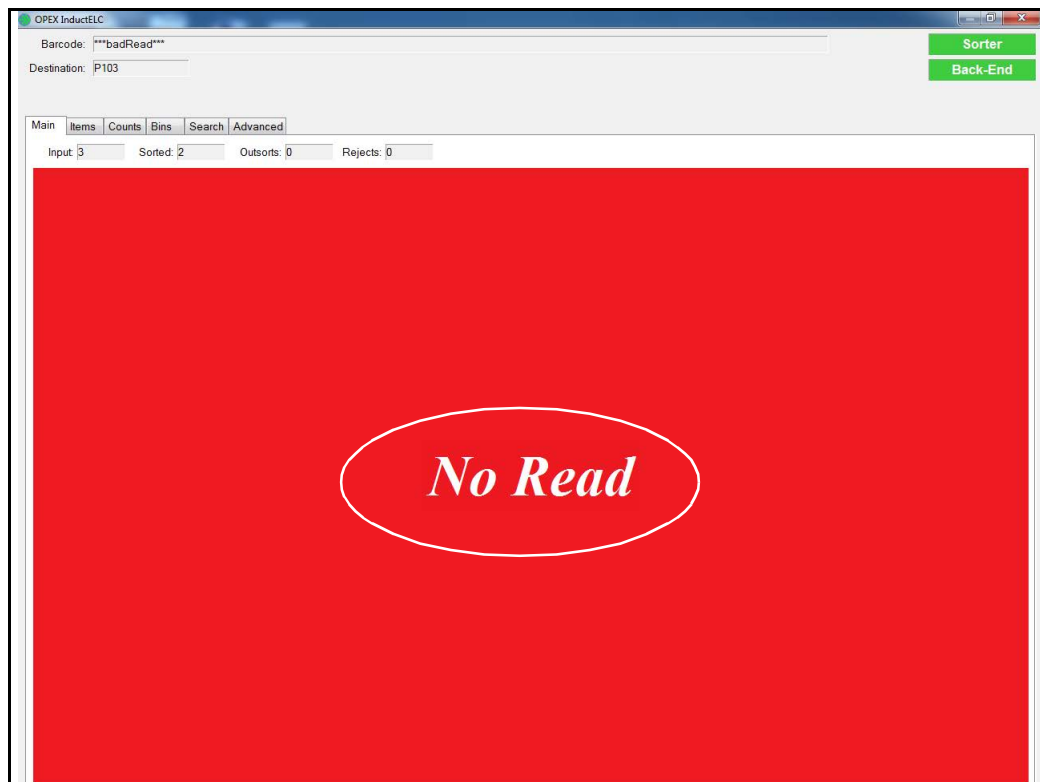 OPEX InductELC
Barcode: ***badRead***
Sorter
Destination: P103
Back-End
Main Items Counts Bins Search Advanced
Input: 3 Sorted: 2 Outsorts: 0 Rejects: 0
No Read